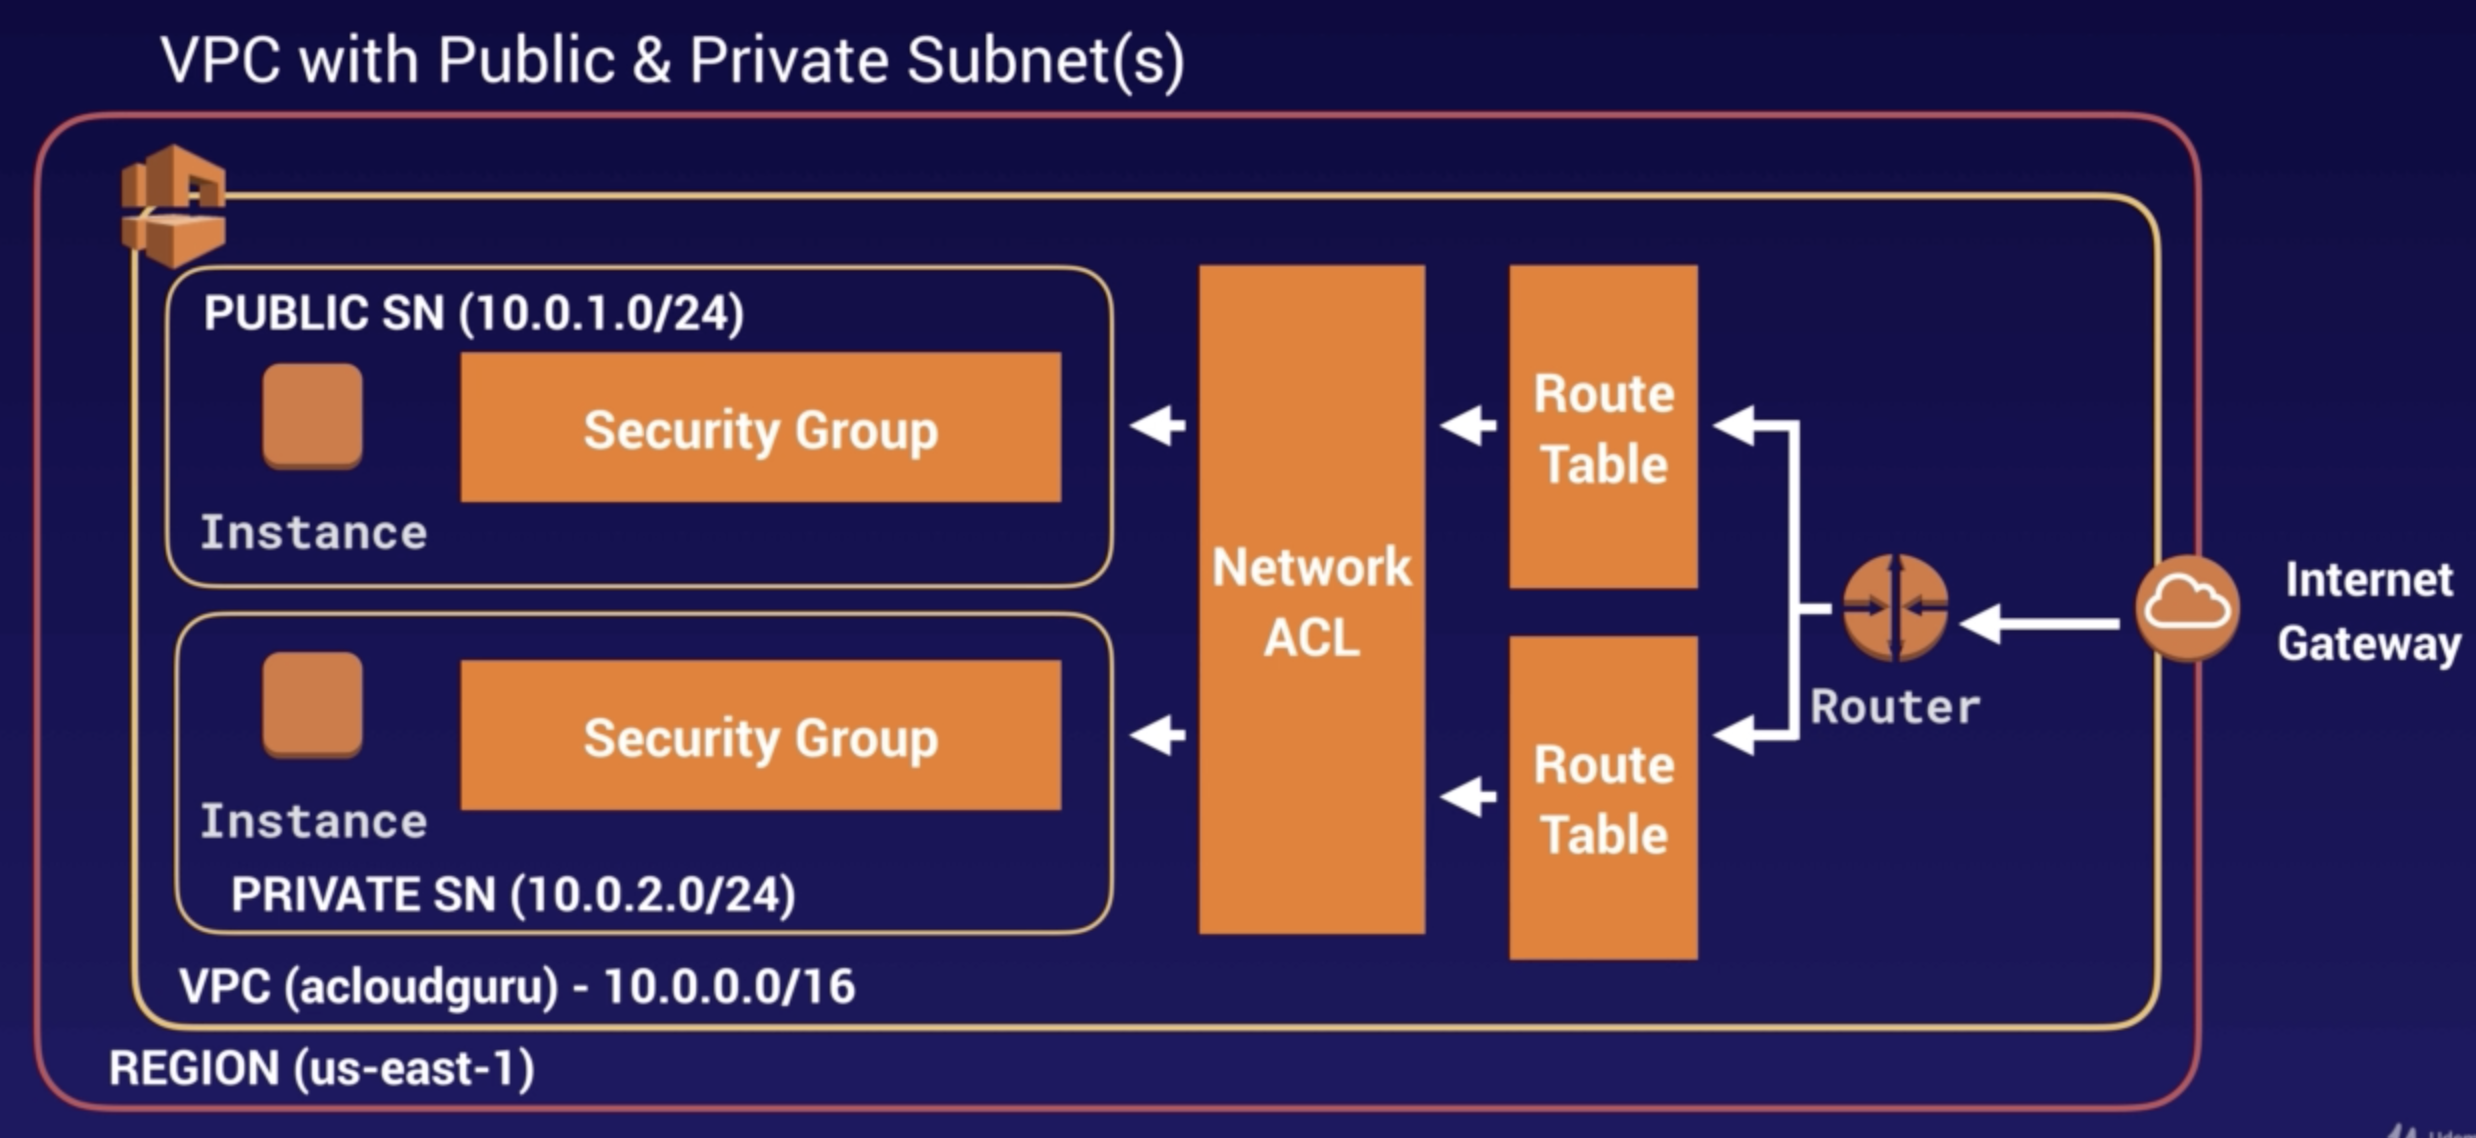 VPC with Public & Private Subnet(s)
PUBLIC SN (10.0.1.0/24)
Security Group
Instance
Security Group
Instance
PRIVATE SN (10.0.2.0/24)
Network
ACL
Route
Table
Route
Table
Router
Internet
Gateway
VPC (acloudguru) - 10.0.0.0/16
REGION (us-east-1)